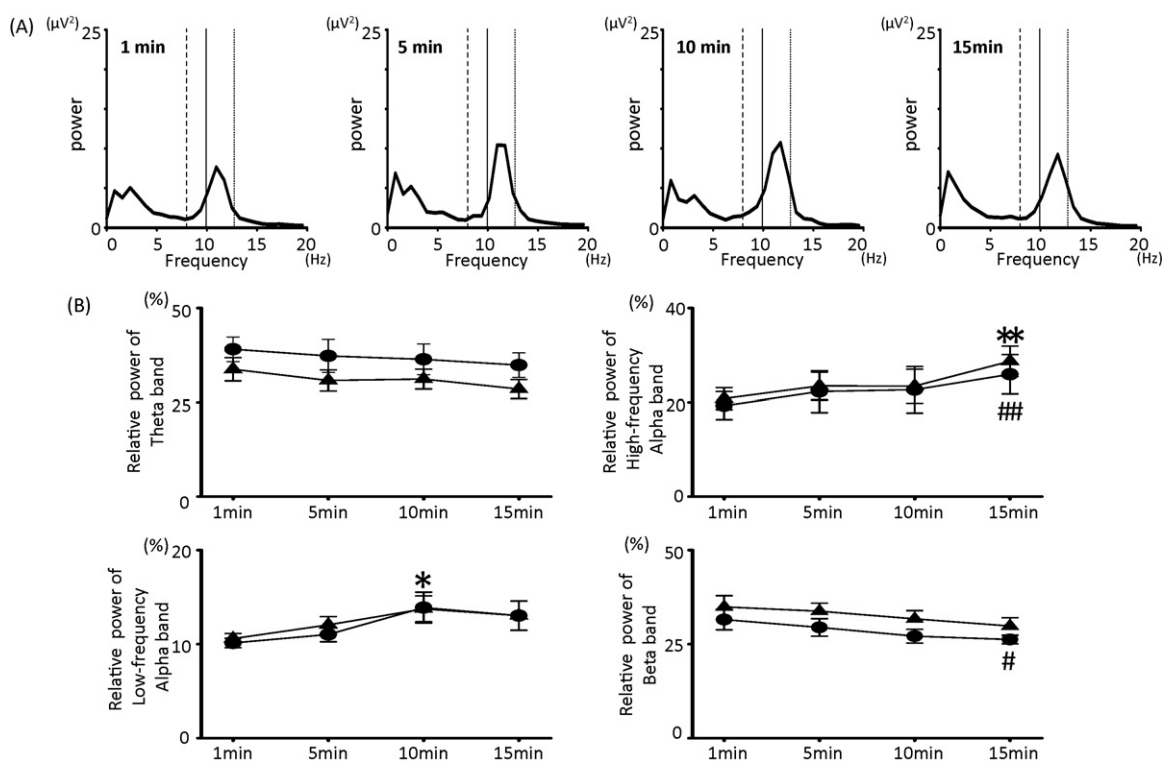 (A)
(μV²)
1 min
25
power
0
0 5 10 15 20
Frequency
(Hz)
(μV²)
5 min
25
power
0
0 5 10 15 20
Frequency
(Hz)
(μV²)
10 min
25
power
0
0 5 10 15 20
Frequency
(Hz)
(μV²)
15min
25
power
0
0 5 10 15 20
Frequency
(Hz)
(B)
(%)
50
25
0
Relative power of
Theta band
1min 5min 10min 15min
(%)
40
20
0
Relative power of
High-frequency
Alpha band
**
##
1min 5min 10min 15min
(%)
20
10
0
Relative power of
Low-frequency
Alpha band
*
1min 5min 10min 15min
(%)
50
25
0
Relative power of
Beta band
#
1min 5min 10min 15min